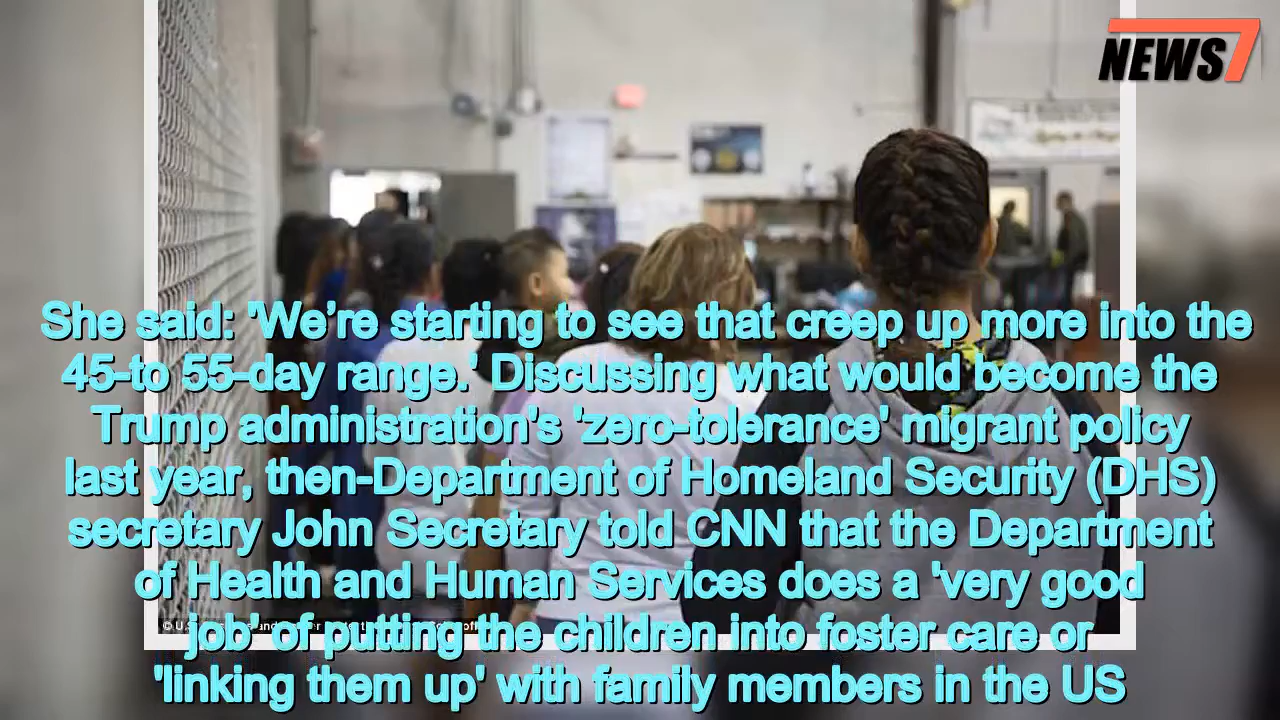 NEWS7
She said: 'We’re starting to see that creep up more into the
45-to 55-day range.' Discussing what would become the
Trump administration's 'zero-tolerance' migrant policy
last year, then-Department of Homeland Security (DHS)
secretary John Secretary told CNN that the Department
of Health and Human Services does a 'very good
job' of putting the children into foster care or
'linking them up' with family members in the US